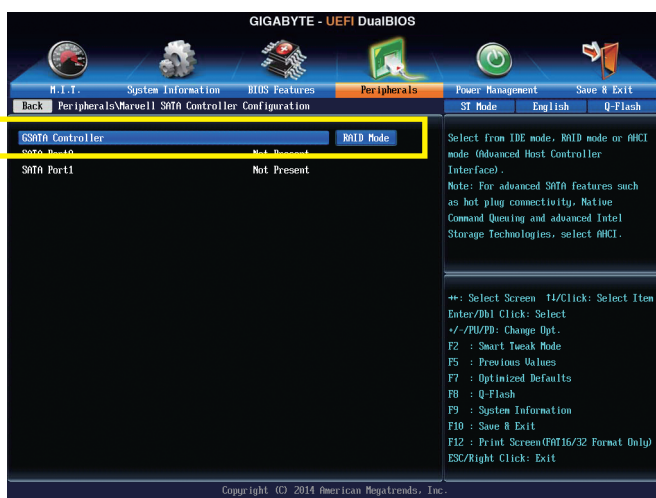 GIGABYTE - UEFI DualBIOS
M.I.T. System Information BIOS Features Peripherals Power Management Save & Exit
Back Peripherals\Marvell SATA Controller Configuration ST Mode English Q-Flash
GSATA Controller RAID Mode
SATA Port0 Not Present
SATA Port1 Not Present
Select from IDE mode, RAID mode or AHCI
mode (Advanced Host Controller
Interface).
Note: For advanced SATA features such
as hot plug connectivity, Native
Command Queuing and advanced Intel
Storage Technologies, select AHCI.
→←: Select Screen ↑↓/Click: Select Item
Enter/Dbl Click: Select
+/-/PU/PD: Change Opt.
F2 : Smart Tweak Mode
F5 : Previous Values
F7 : Optimized Defaults
F8 : Q-Flash
F9 : System Information
F10 : Save & Exit
F12 : Print Screen(FAT16/32 Format Only)
ESC/Right Click: Exit
Copyright (C) 2014 American Megatrends, Inc.